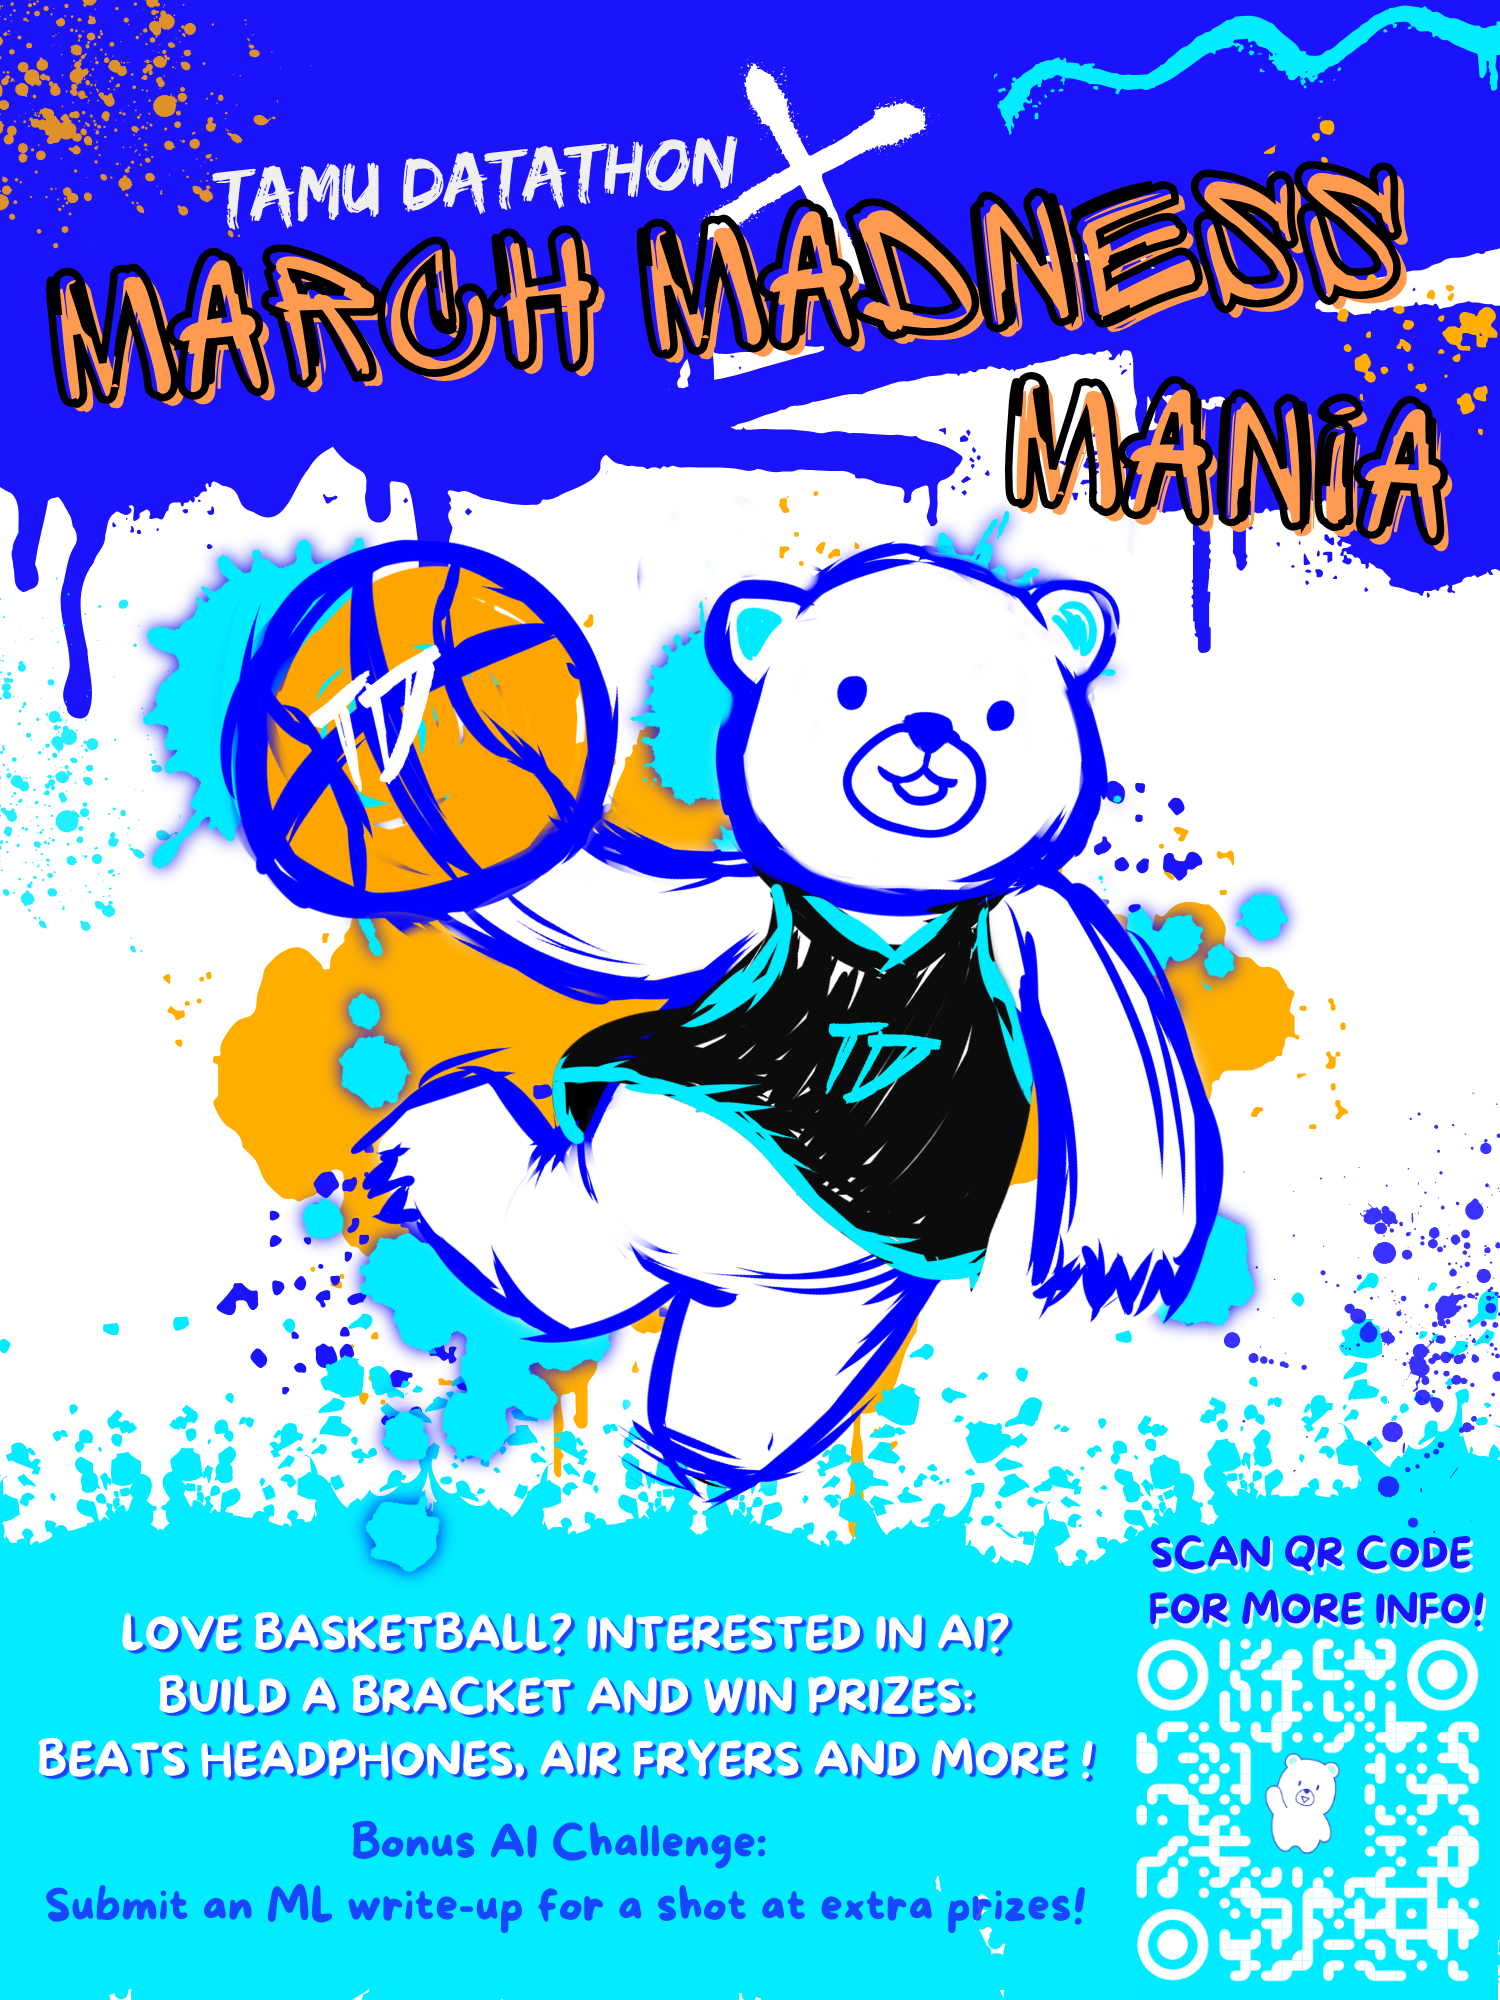 TAMU DATATHON
MARCH MADNESS
MANiA
TD
TD
SCAN QR CODE
FOR MORE INFO!
LOVE BASKETBALL? INTERESTED IN AI?
BUILD A BRACKET AND WIN PRIZES:
BEATS HEADPHONES, AIR FRYERS AND MORE !
Bonus AI Challenge:
Submit an ML write-up for a shot at extra prizes!